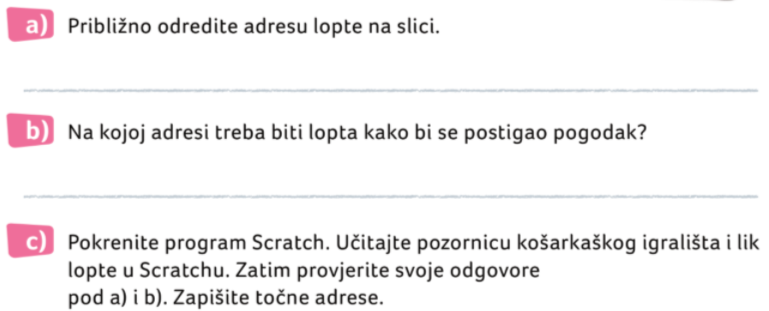 a) Približno odredite adresu lopte na slici.
b) Na kojoj adresi treba biti lopta kako bi se postigao pogodak?
c) Pokrenite program Scratch. Učitajte pozornicu košarkaškog igrališta i lik
lopte u Scratchu. Zatim provjerite svoje odgovore
pod a) i b). Zapišite točne adrese.